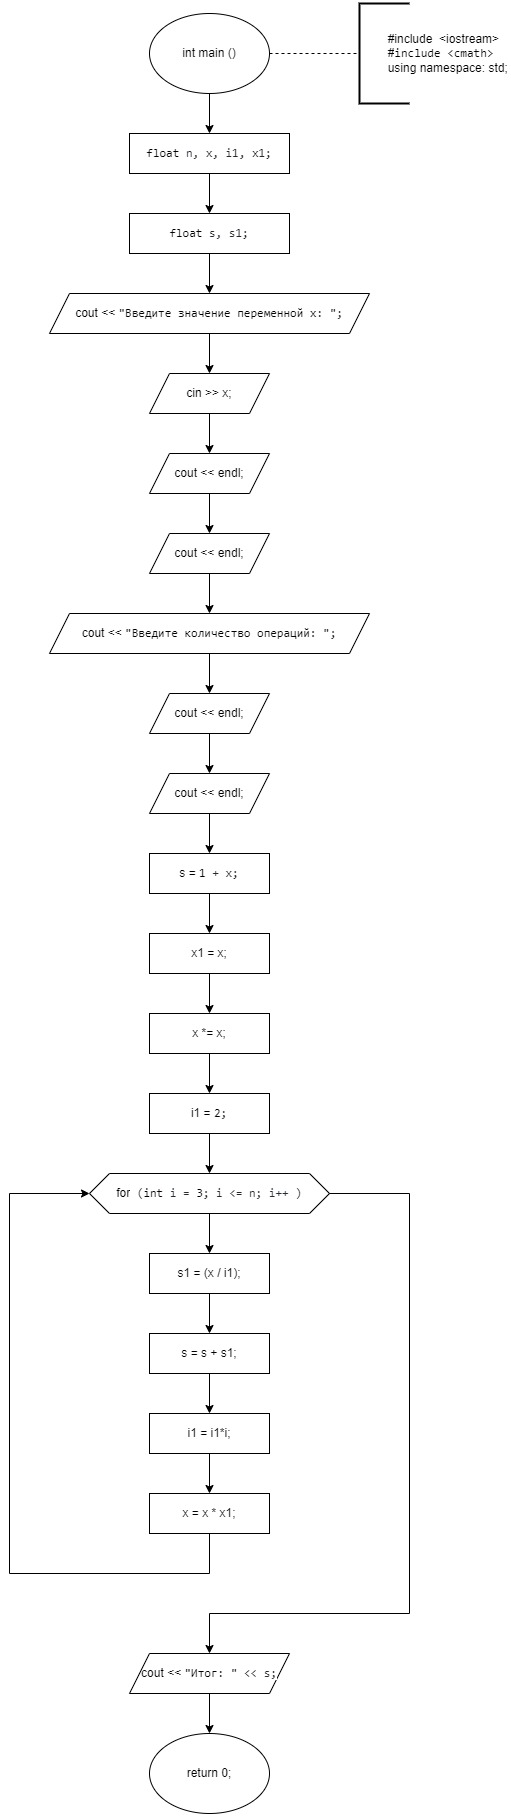 int main ()
#include  <iostream>
#include <cmath>
using namespace: std;
float n, x, i1, x1;
float s, s1;
cout << "Введите значение переменной x: ";
cin >> x;
cout << endl;
cout << endl;
cout << "Введите количество операций: ";
cout << endl;
cout << endl;
s = 1 + x;
x1 = x;
x *= x;
i1 = 2;
for (int i = 3; i <= n; i++ )
s1 = (x / i1);
s = s + s1;
i1 = i1*i;
x = x * x1;
cout << "Итог: " << s;
return 0;